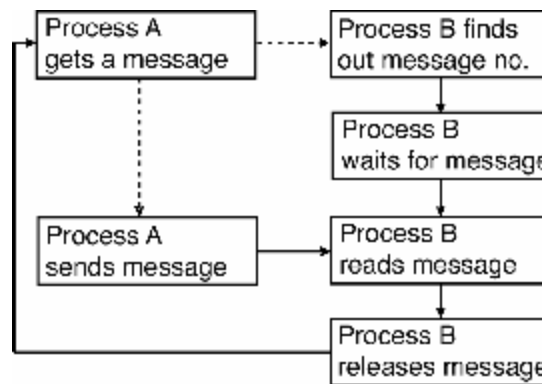 Process A
gets a message
Process B finds
out message no.
Process B
waits for message
Process A
sends message
Process B
reads message
Process B
releases message